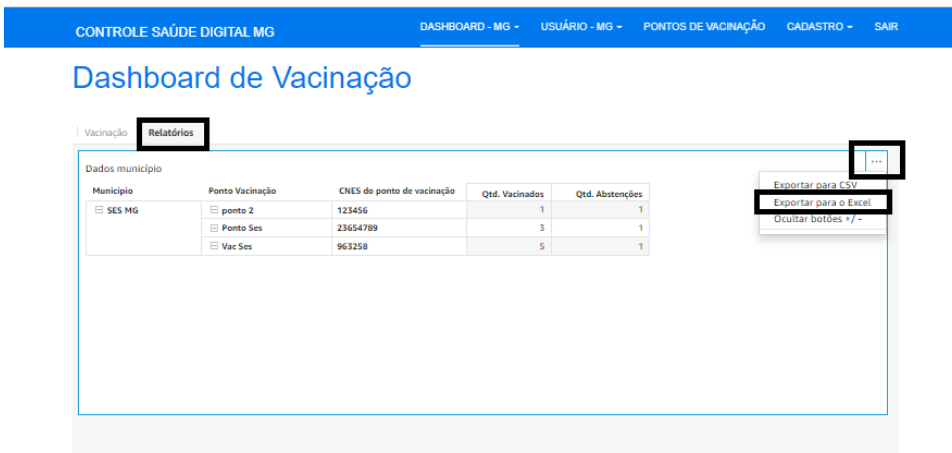 CONTROLE SAÚDE DIGITAL MG DASHBOARD - MG USUÁRIO - MG PONTOS DE VACINAÇÃO CADASTRO SAIR
Dashboard de Vacinação
Vacinação Relatórios
...
Dados município
Município Ponto Vacinação CNES do ponto de vacinação Qtd. Vacinados Qtd. Abstenções
SES MG ponto 2 123456 1 1
Ponto Ses 23654789 3 1
Vac Ses 963258 5 1
Exportar para CSV
Exportar para o Excel
Ocultar botões +/ -